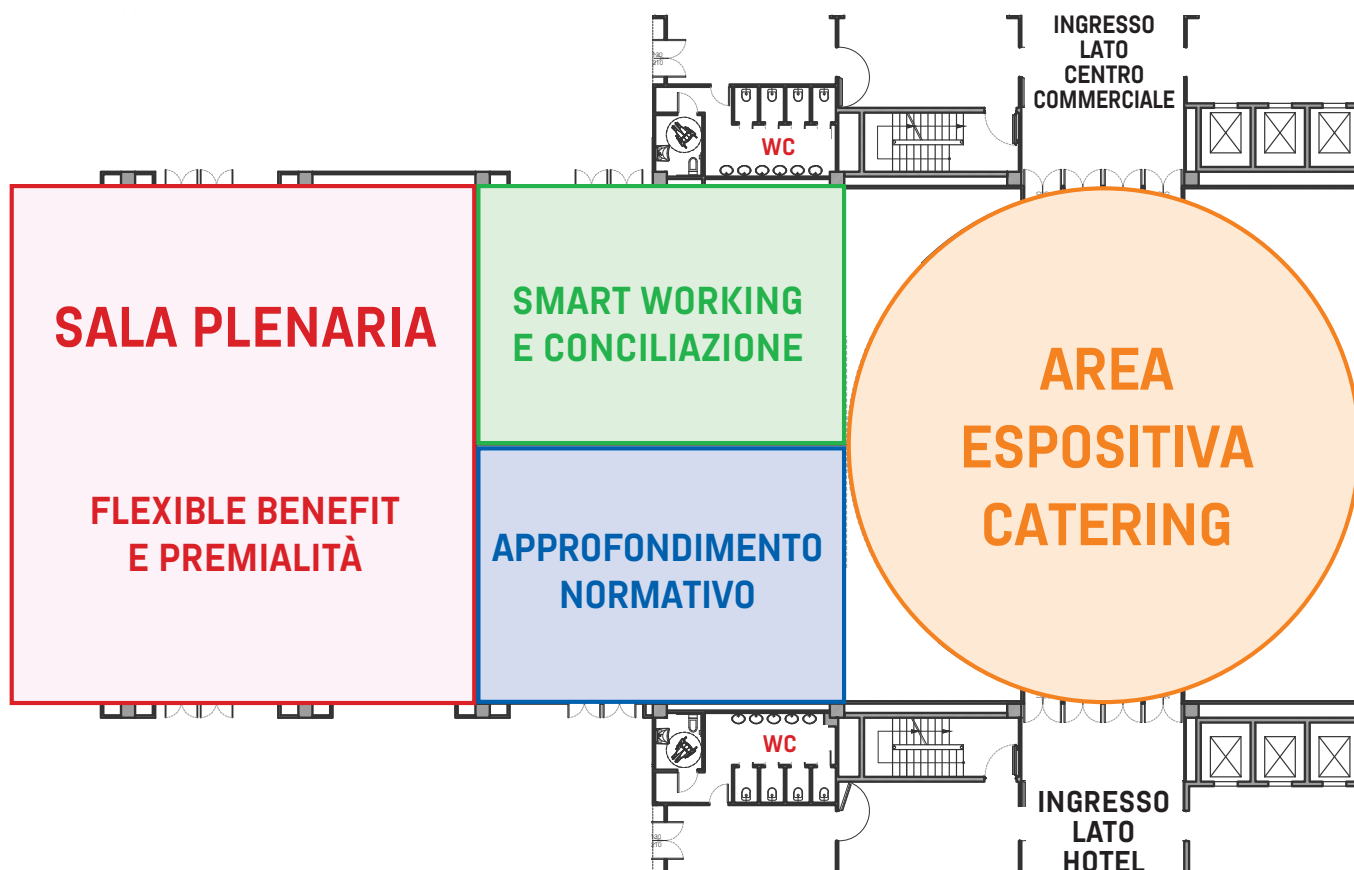 INGRESSO
LATO
CENTRO
COMMERCIALE
WC
SALA PLENARIA
FLEXIBLE BENEFIT
E PREMIALITÀ
SMART WORKING
E CONCILIAZIONE
APPROFONDIMENTO
NORMATIVO
AREA
ESPOSITIVA
CATERING
WC
INGRESSO
LATO
HOTEL